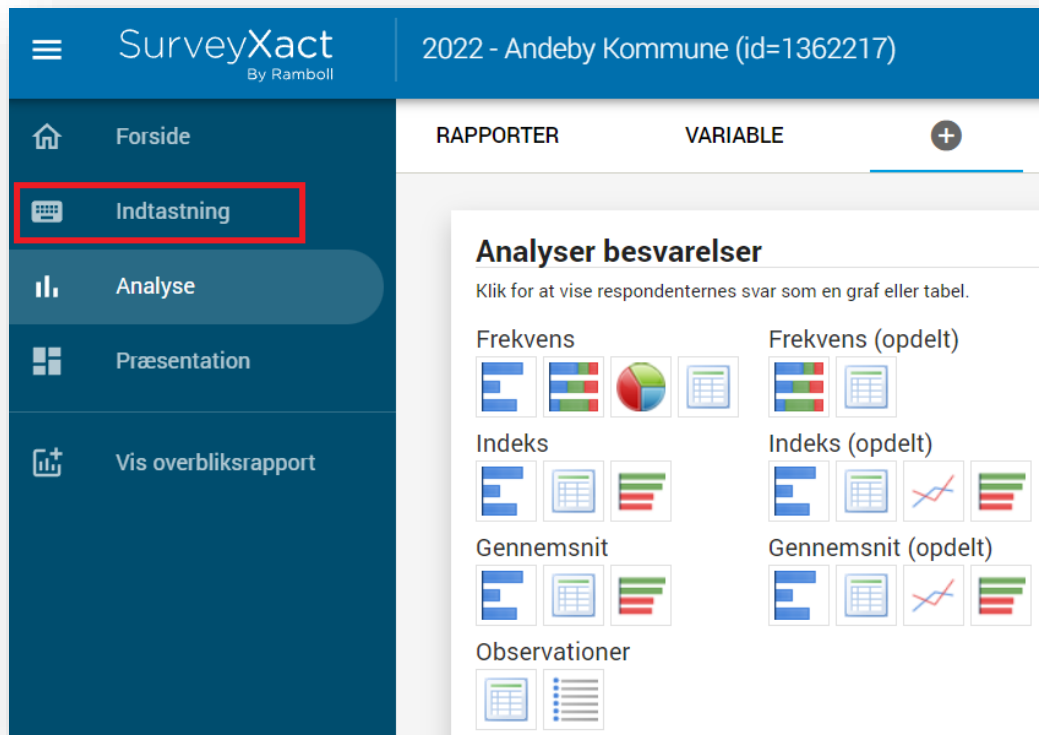 SurveyXact
By Ramboll
2022 - Andeby Kommune (id=1362217)
Forside
Indtastning
Analyse
Præsentation
Vis overbliksrapport
RAPPORTER VARIABLE
Analyser besvarelser
Klik for at vise respondenternes svar som en graf eller tabel.
Frekvens Frekvens (opdelt)
Indeks Indeks (opdelt)
Gennemsnit Gennemsnit (opdelt)
Observationer